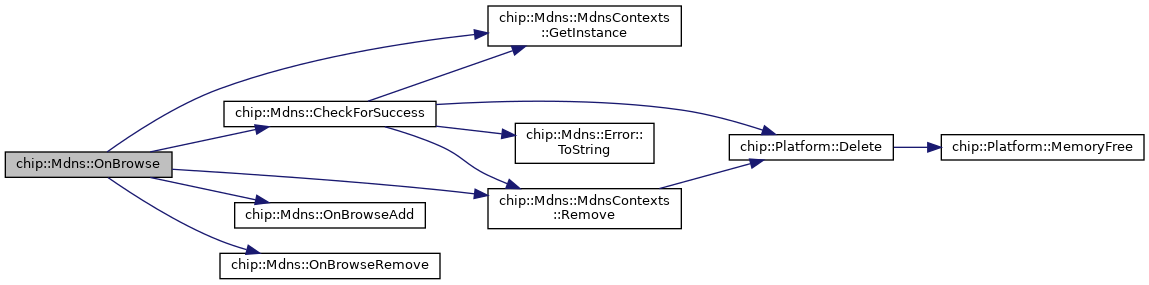 chip::Mdns::MdnsContexts
::GetInstance
chip::Mdns::CheckForSuccess
chip::Mdns::Error::
ToString
chip::Platform::Delete
chip::Platform::MemoryFree
chip::Mdns::OnBrowse
chip::Mdns::MdnsContexts
::Remove
chip::Mdns::OnBrowseAdd
chip::Mdns::OnBrowseRemove